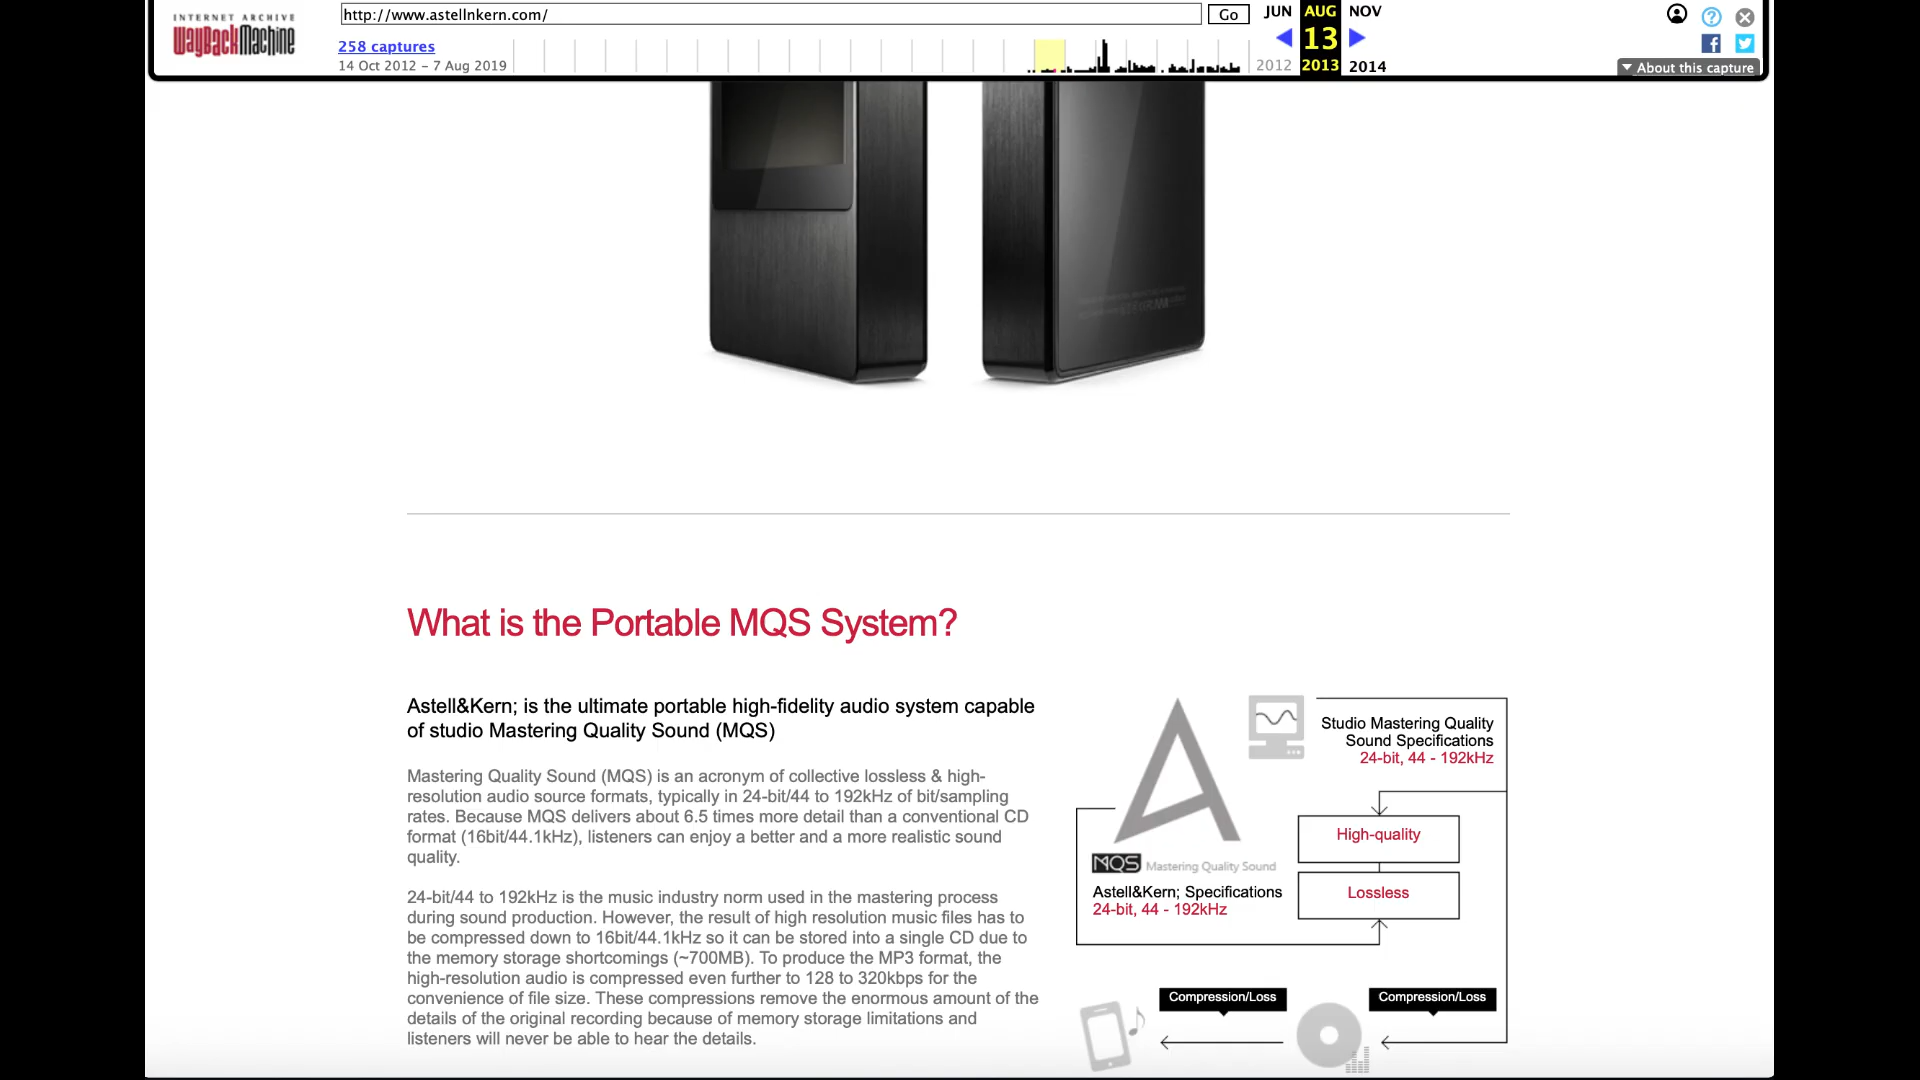 INTERNET ARCHIVE
WayBackMachine
http://www.astellnkern.com/
Go
JUN
AUG
NOV
258 captures
13
14 Oct 2012 – 7 Aug 2019
2012
2013
2014
About this capture
What is the Portable MQS System?
Astell&Kern; is the ultimate portable high-fidelity audio system capable
of studio Mastering Quality Sound (MQS)
Mastering Quality Sound (MQS) is an acronym of collective lossless & high-
resolution audio source formats, typically in 24-bit/44 to 192kHz of bit/sampling
rates. Because MQS delivers about 6.5 times more detail than a conventional CD
format (16bit/44.1kHz), listeners can enjoy a better and a more realistic sound
quality.
24-bit/44 to 192kHz is the music industry norm used in the mastering process
during sound production. However, the result of high resolution music files has to
be compressed down to 16bit/44.1kHz so it can be stored into a single CD due to
the memory storage shortcomings (~700MB). To produce the MP3 format, the
high-resolution audio is compressed even further to 128 to 320kbps for the
convenience of file size. These compressions remove the enormous amount of the
details of the original recording because of memory storage limitations and
listeners will never be able to hear the details.
Studio Mastering Quality
Sound Specifications
24-bit, 44 - 192kHz
High-quality
Lossless
MQS Mastering Quality Sound
Astell&Kern; Specifications
24-bit, 44 - 192kHz
Compression/Loss
Compression/Loss